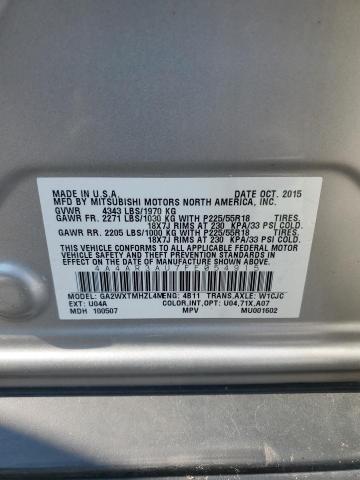 MADE IN U.S.A. DATE OCT. 2015
MFD BY MITSUBISHI MOTORS NORTH AMERICA, INC.
GVWR 4343 LBS/1970 KG
GAWR FR. 2271 LBS/1030 KG WITH P225/55R18 TIRES.
18X7J RIMS AT 230 KPA/33 PSI COLD.
GAWR RR. 2205 LBS/1000 KG WITH P225/55R18 TIRES.
18X7J RIMS AT 230 KPA/33 PSI COLD.
THIS VEHICLE CONFORMS TO ALL APPLICABLE FEDERAL MOTOR
VEHICLE SAFETY AND THEFT PREVENTION STANDARDS IN
EFFECT ON THE DATE OF MANUFACTURE SHOWN ABOVE.
MODEL: GA2WXTMHZL4M ENG: 4B11 TRANS,AXLE: W1CJC
EXT: U04A COLOR,INT,OPT: U04,71X,A07
MDH 100507 MPV MU001602